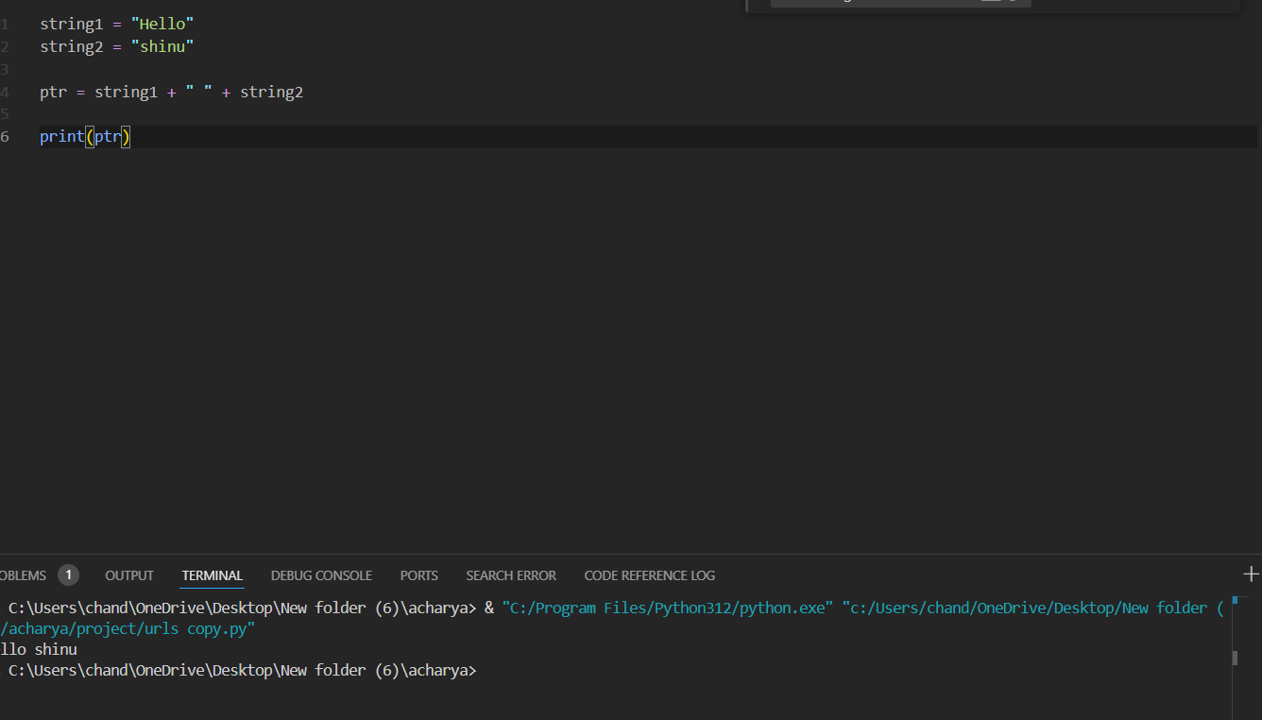 1 string1 = "Hello"
2 string2 = "shinu"
3
4 ptr = string1 + " " + string2
5
6 print(ptr)
OBLEMS 1 OUTPUT TERMINAL DEBUG CONSOLE PORTS SEARCH ERROR CODE REFERENCE LOG +
C:\Users\chand\OneDrive\Desktop\New folder (6)\acharya> & "C:/Program Files/Python312/python.exe" "c:/Users/chand/OneDrive/Desktop/New folder (
/acharya/project/urls copy.py"
llo shinu
C:\Users\chand\OneDrive\Desktop\New folder (6)\acharya>